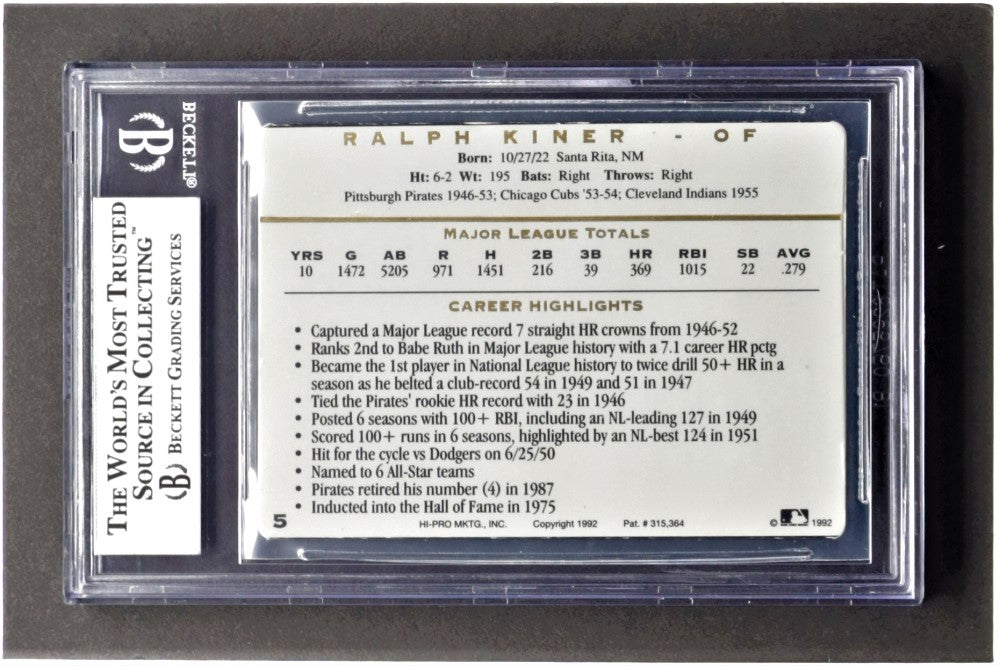 BECKETT®
THE WORLD'S MOST TRUSTED
SOURCE IN COLLECTING™
BECKETT GRADING SERVICES
RALPH KINER - OF
Born: 10/27/22 Santa Rita, NM
Ht: 6-2 Wt: 195 Bats: Right Throws: Right
Pittsburgh Pirates 1946-53; Chicago Cubs '53-54; Cleveland Indians 1955
MAJOR LEAGUE TOTALS
YRS G AB R H 2B 3B HR RBI SB AVG
10 1472 5205 971 1451 216 39 369 1015 22 .279
CAREER HIGHLIGHTS
• Captured a Major League record 7 straight HR crowns from 1946-52
• Ranks 2nd to Babe Ruth in Major League history with a 7.1 career HR pctg
• Became the 1st player in National League history to twice drill 50+ HR in a
season as he belted a club-record 54 in 1949 and 51 in 1947
• Tied the Pirates' rookie HR record with 23 in 1946
• Posted 6 seasons with 100+ RBI, including an NL-leading 127 in 1949
• Scored 100+ runs in 6 seasons, highlighted by an NL-best 124 in 1951
• Hit for the cycle vs Dodgers on 6/25/50
• Named to 6 All-Star teams
• Pirates retired his number (4) in 1987
• Inducted into the Hall of Fame in 1975
5 HI-PRO MKTG., INC. Copyright 1992 Pat. # 315,364 © 1992